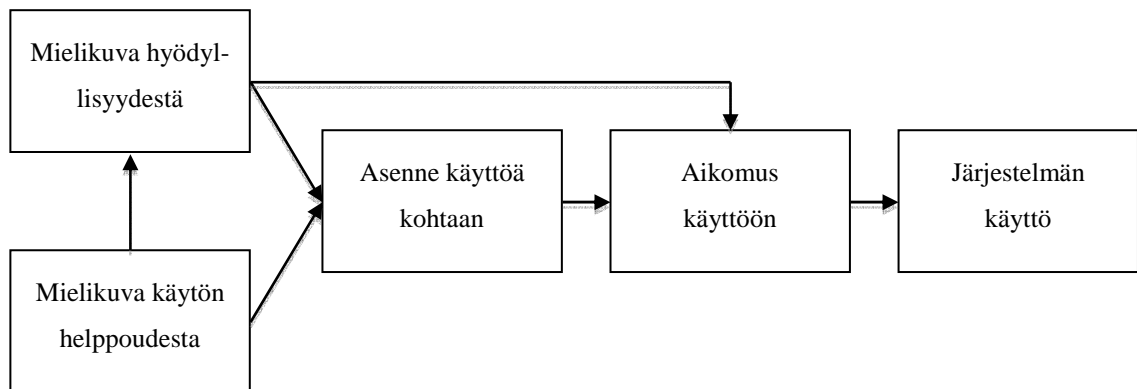 Mielikuva hyödyl-
lisyydestä
Asenne käyttöä
kohtaan
Aikomus
käyttöön
Järjestelmän
käyttö
Mielikuva käytön
helppoudesta